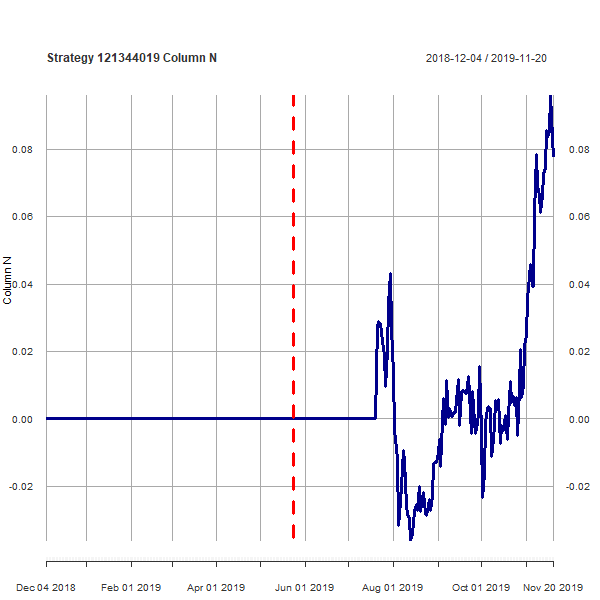 Strategy 121344019 Column N
2018-12-04 / 2019-11-20
0.08
0.06
0.04
0.02
0.00
-0.02
Column N
0.08
0.06
0.04
0.02
0.00
-0.02
Dec 04 2018
Feb 01 2019
Apr 01 2019
Jun 01 2019
Aug 01 2019
Oct 01 2019
Nov 20 2019